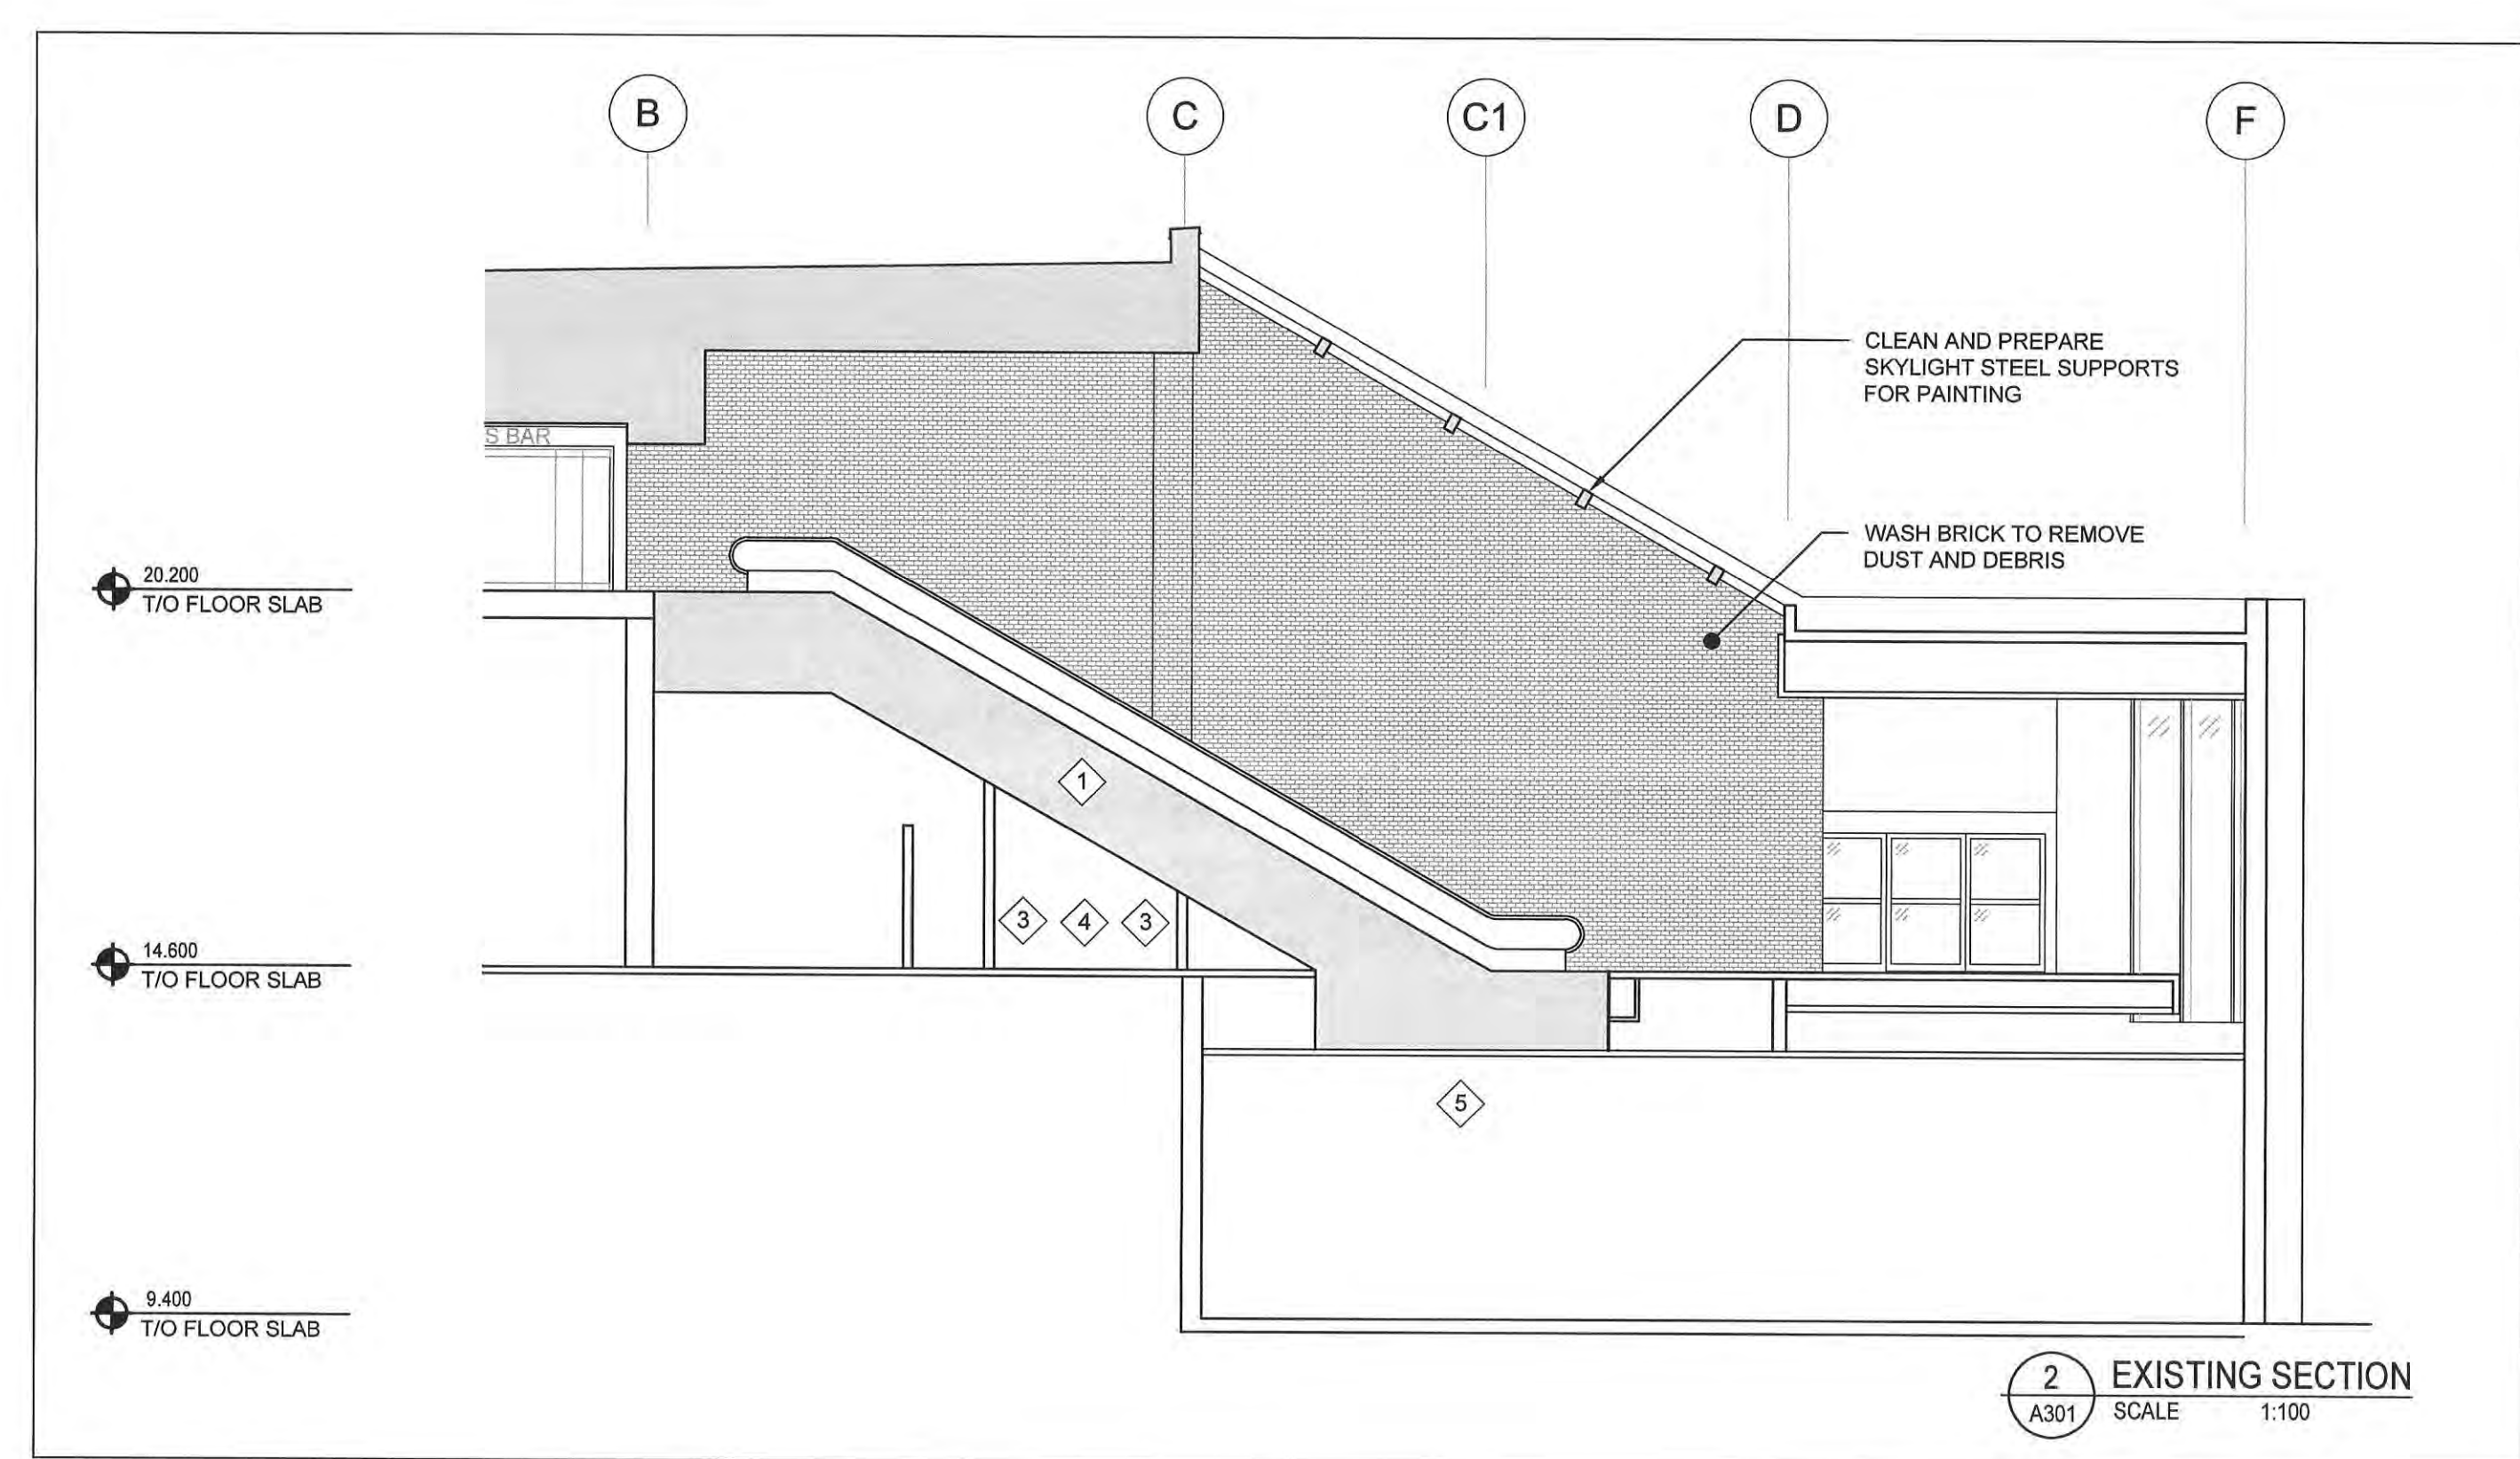 B
C
C1
D
F
CLEAN AND PREPARE
SKYLIGHT STEEL SUPPORTS
FOR PAINTING
S BAR
WASH BRICK TO REMOVE
DUST AND DEBRIS
20.200
T/O FLOOR SLAB
1
3
4
3
14.600
T/O FLOOR SLAB
5
9.400
T/O FLOOR SLAB
2
EXISTING SECTION
A301
SCALE 1:100